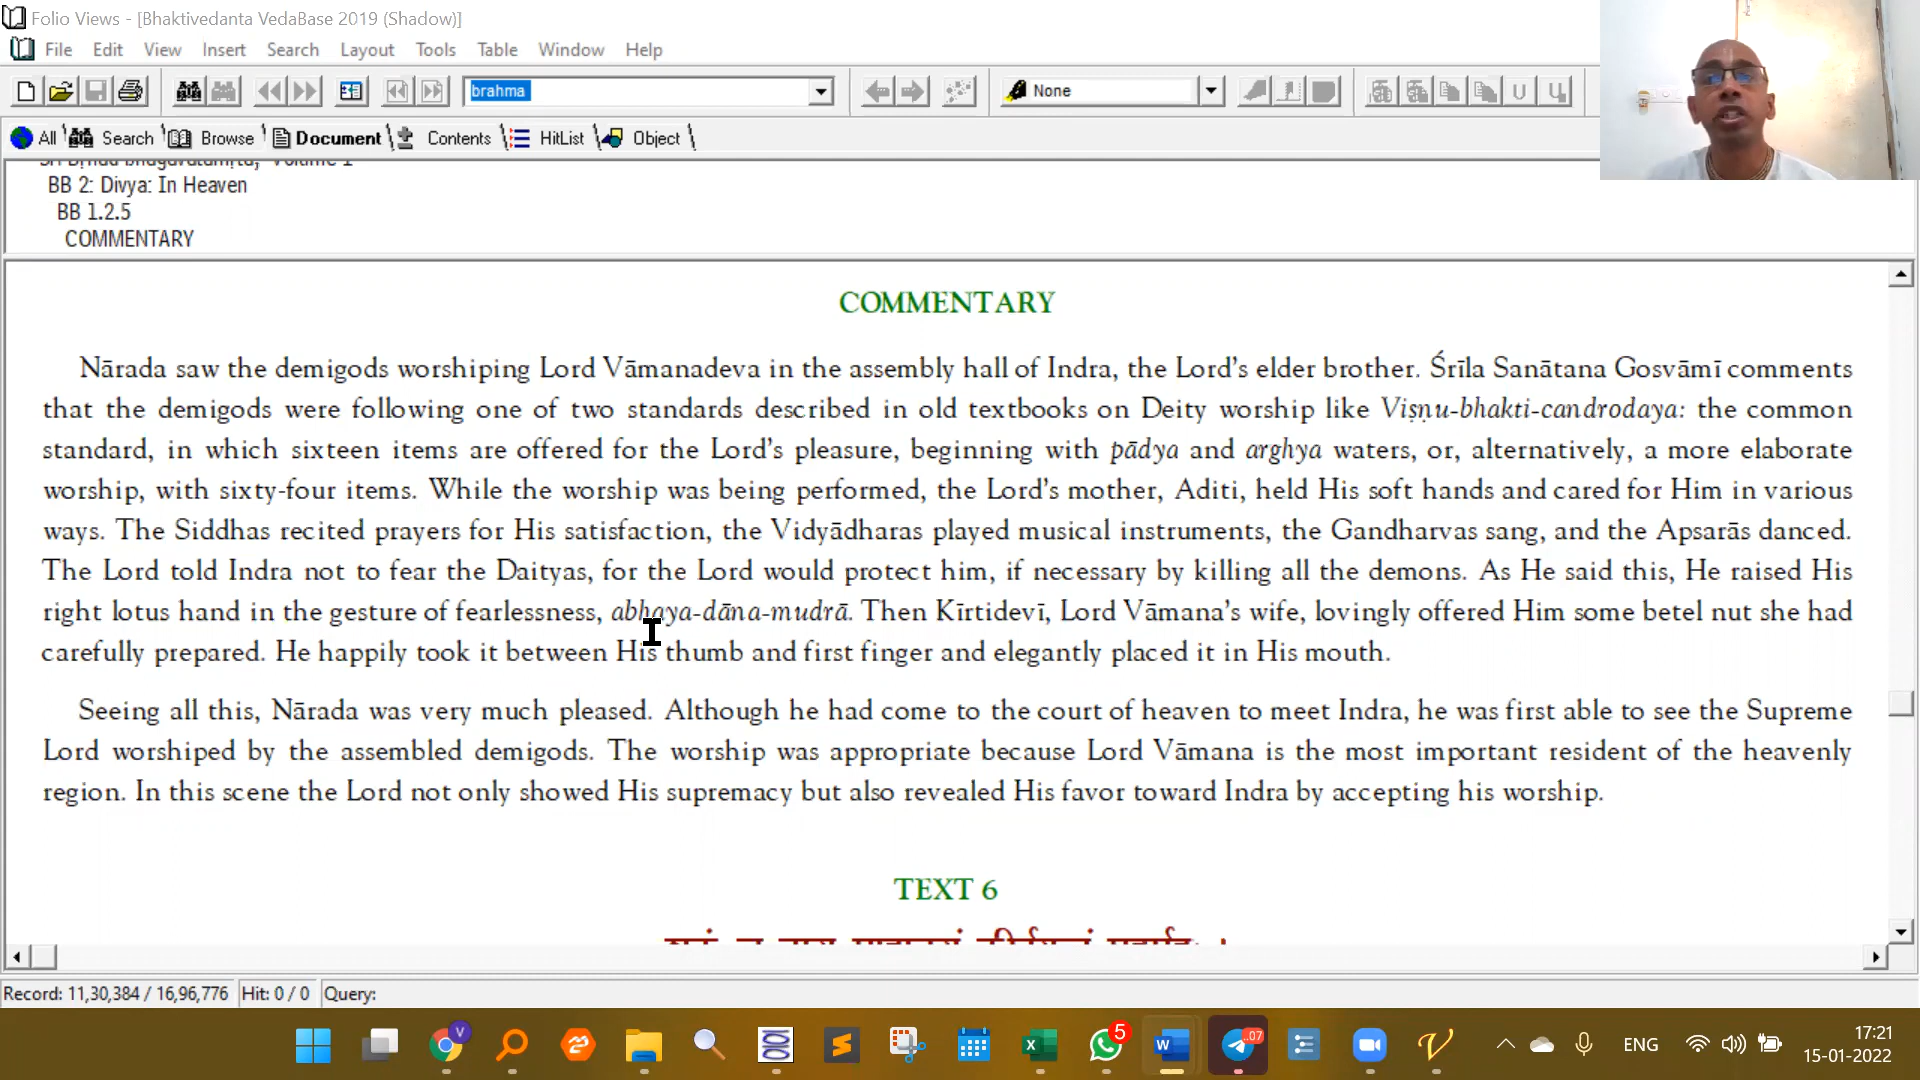 Folio Views - [Bhaktivedanta VedaBase 2019 (Shadow)]
File Edit View Insert Search Layout Tools Table Window Help
brahma None
All Search Browse Document Contents HitList Object
BB 2: Divya: In Heaven
BB 1.2.5
COMMENTARY
COMMENTARY
Nārada saw the demigods worshiping Lord Vāmanadeva in the assembly hall of Indra, the Lord's elder brother. Śrīla Sanātana Gosvāmī comments
that the demigods were following one of two standards described in old textbooks on Deity worship like Viṣṇu-bhakti-candrodaya: the common
standard, in which sixteen items are offered for the Lord's pleasure, beginning with pādya and arghya waters, or, alternatively, a more elaborate
worship, with sixty-four items. While the worship was being performed, the Lord's mother, Aditi, held His soft hands and cared for Him in various
ways. The Siddhas recited prayers for His satisfaction, the Vidyādharas played musical instruments, the Gandharvas sang, and the Apsarās danced.
The Lord told Indra not to fear the Daityas, for the Lord would protect him, if necessary by killing all the demons. As He said this, He raised His
right lotus hand in the gesture of fearlessness, abhaya-dāna-mudrā. Then Kīrtidevī, Lord Vāmana's wife, lovingly offered Him some betel nut she had
carefully prepared. He happily took it between His thumb and first finger and elegantly placed it in His mouth.
Seeing all this, Nārada was very much pleased. Although he had come to the court of heaven to meet Indra, he was first able to see the Supreme
Lord worshiped by the assembled demigods. The worship was appropriate because Lord Vāmana is the most important resident of the heavenly
region. In this scene the Lord not only showed His supremacy but also revealed His favor toward Indra by accepting his worship.
TEXT 6
Record: 11,30,384 / 16,96,776 Hit: 0 / 0 Query:
V 5 .07 ENG 17:21
15-01-2022